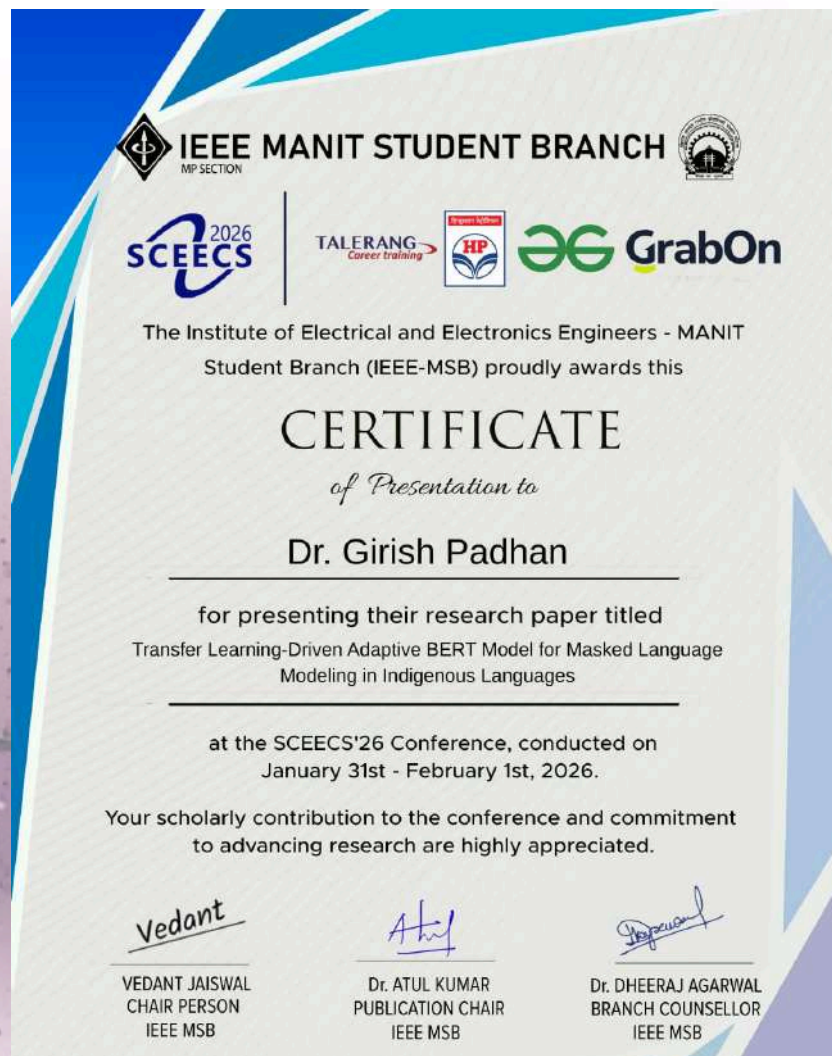 IEEE MANIT STUDENT BRANCH
MP SECTION
SCEECS 2026
TALERANG
Career training
हिन्दुस्तान पेट्रोलियम
HP
GrabOn
The Institute of Electrical and Electronics Engineers - MANIT
Student Branch (IEEE-MSB) proudly awards this
CERTIFICATE
of Presentation to
Dr. Girish Padhan
for presenting their research paper titled
Transfer Learning-Driven Adaptive BERT Model for Masked Language
Modeling in Indigenous Languages
at the SCEECS'26 Conference, conducted on
January 31st - February 1st, 2026.
Your scholarly contribution to the conference and commitment
to advancing research are highly appreciated.
Vedant
VEDANT JAISWAL
CHAIR PERSON
IEEE MSB
Atul
Dr. ATUL KUMAR
PUBLICATION CHAIR
IEEE MSB
Dr. DHEERAJ AGARWAL
BRANCH COUNSELLOR
IEEE MSB